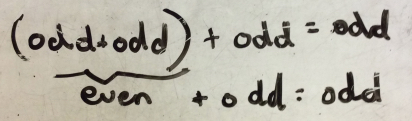 (odd+odd) + odd = odd
even + odd = odd